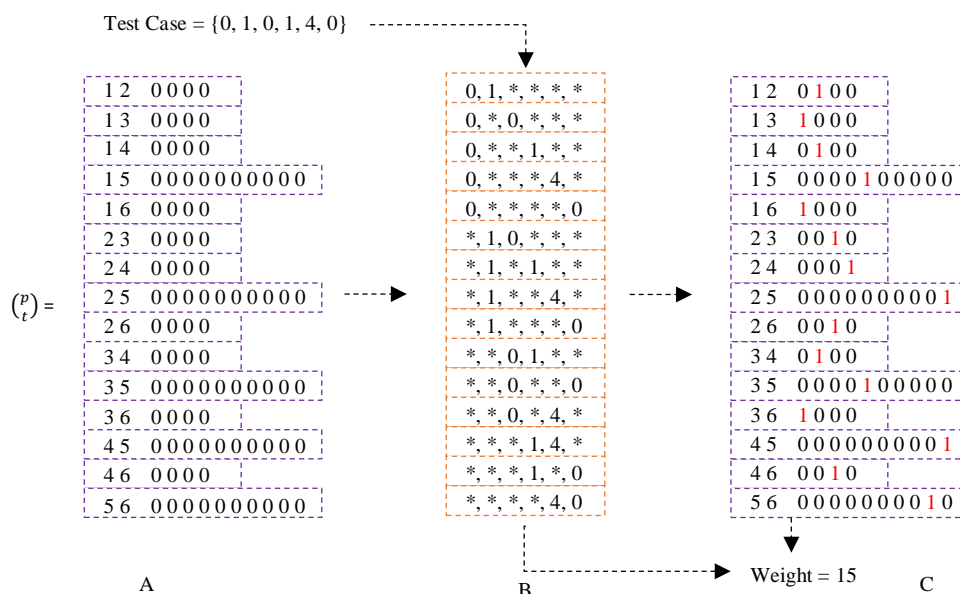 Test Case = {0, 1, 0, 1, 4, 0}
1 2 0 0 0 0 0, 1, *, *, *, * 1 2 0 1 0 0
1 3 0 0 0 0 0, *, 0, *, *, * 1 3 1 0 0 0
1 4 0 0 0 0 0, *, *, 1, *, * 1 4 0 1 0 0
1 5 0 0 0 0 0 0 0 0 0 0 0, *, *, *, 4, * 1 5 0 0 0 0 1 0 0 0 0 0
1 6 0 0 0 0 0, *, *, *, *, 0 1 6 1 0 0 0
2 3 0 0 0 0 *, 1, 0, *, *, * 2 3 0 0 1 0
2 4 0 0 0 0 *, 1, *, 1, *, * 2 4 0 0 0 1
(p t) = 2 5 0 0 0 0 0 0 0 0 0 0 *, 1, *, *, 4, * 2 5 0 0 0 0 0 0 0 0 0 1
2 6 0 0 0 0 *, 1, *, *, *, 0 2 6 0 0 1 0
3 4 0 0 0 0 *, *, 0, 1, *, * 3 4 0 1 0 0
3 5 0 0 0 0 0 0 0 0 0 0 *, *, 0, *, *, 0 3 5 0 0 0 0 1 0 0 0 0 0
3 6 0 0 0 0 *, *, 0, *, 4, * 3 6 1 0 0 0
4 5 0 0 0 0 0 0 0 0 0 0 *, *, *, 1, 4, * 4 5 0 0 0 0 0 0 0 0 0 1
4 6 0 0 0 0 *, *, *, 1, *, 0 4 6 0 0 1 0
5 6 0 0 0 0 0 0 0 0 0 0 *, *, *, *, 4, 0 5 6 0 0 0 0 0 0 0 0 1 0
Weight = 15
A B C